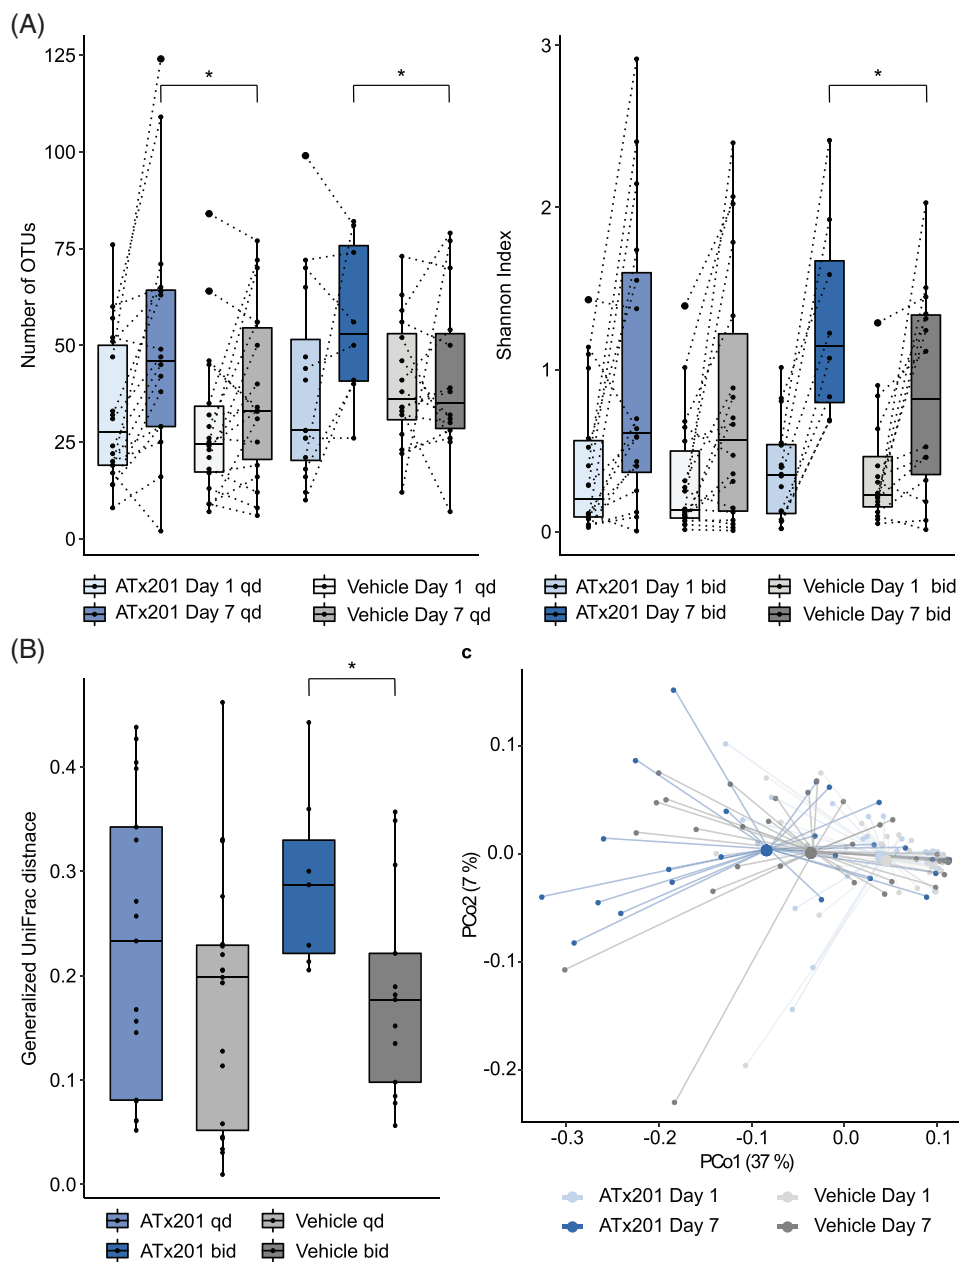 (A)
Number of OTUs
125
100
75
50
25
0
*
*
Shannon Index
3
2
1
0
*
ATx201 Day 1 qd
Vehicle Day 1 qd
ATx201 Day 7 qd
Vehicle Day 7 qd
ATx201 Day 1 bid
Vehicle Day 1 bid
ATx201 Day 7 bid
Vehicle Day 7 bid
(B)
Generalized UniFrac distnace
0.4
0.3
0.2
0.1
0.0
*
ATx201 qd
Vehicle qd
ATx201 bid
Vehicle bid
c
PCo2 (7 %)
0.1
0.0
-0.1
-0.2
-0.3
-0.2
-0.1
0.0
0.1
PCo1 (37 %)
ATx201 Day 1
Vehicle Day 1
ATx201 Day 7
Vehicle Day 7